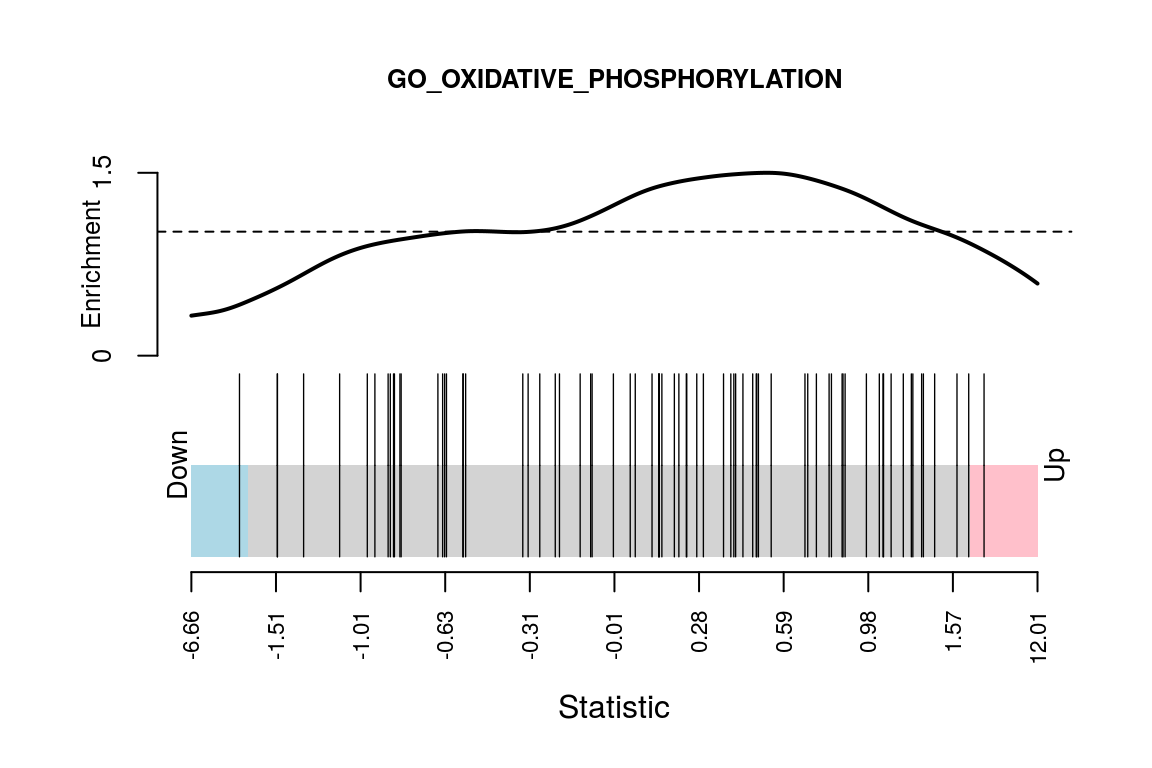 GO_OXIDATIVE_PHOSPHORYLATION
1.5
Enrichment
0
Down
Up
-6.66
-1.51
-1.01
-0.63
-0.31
-0.01
0.28
0.59
0.98
1.57
12.01
Statistic